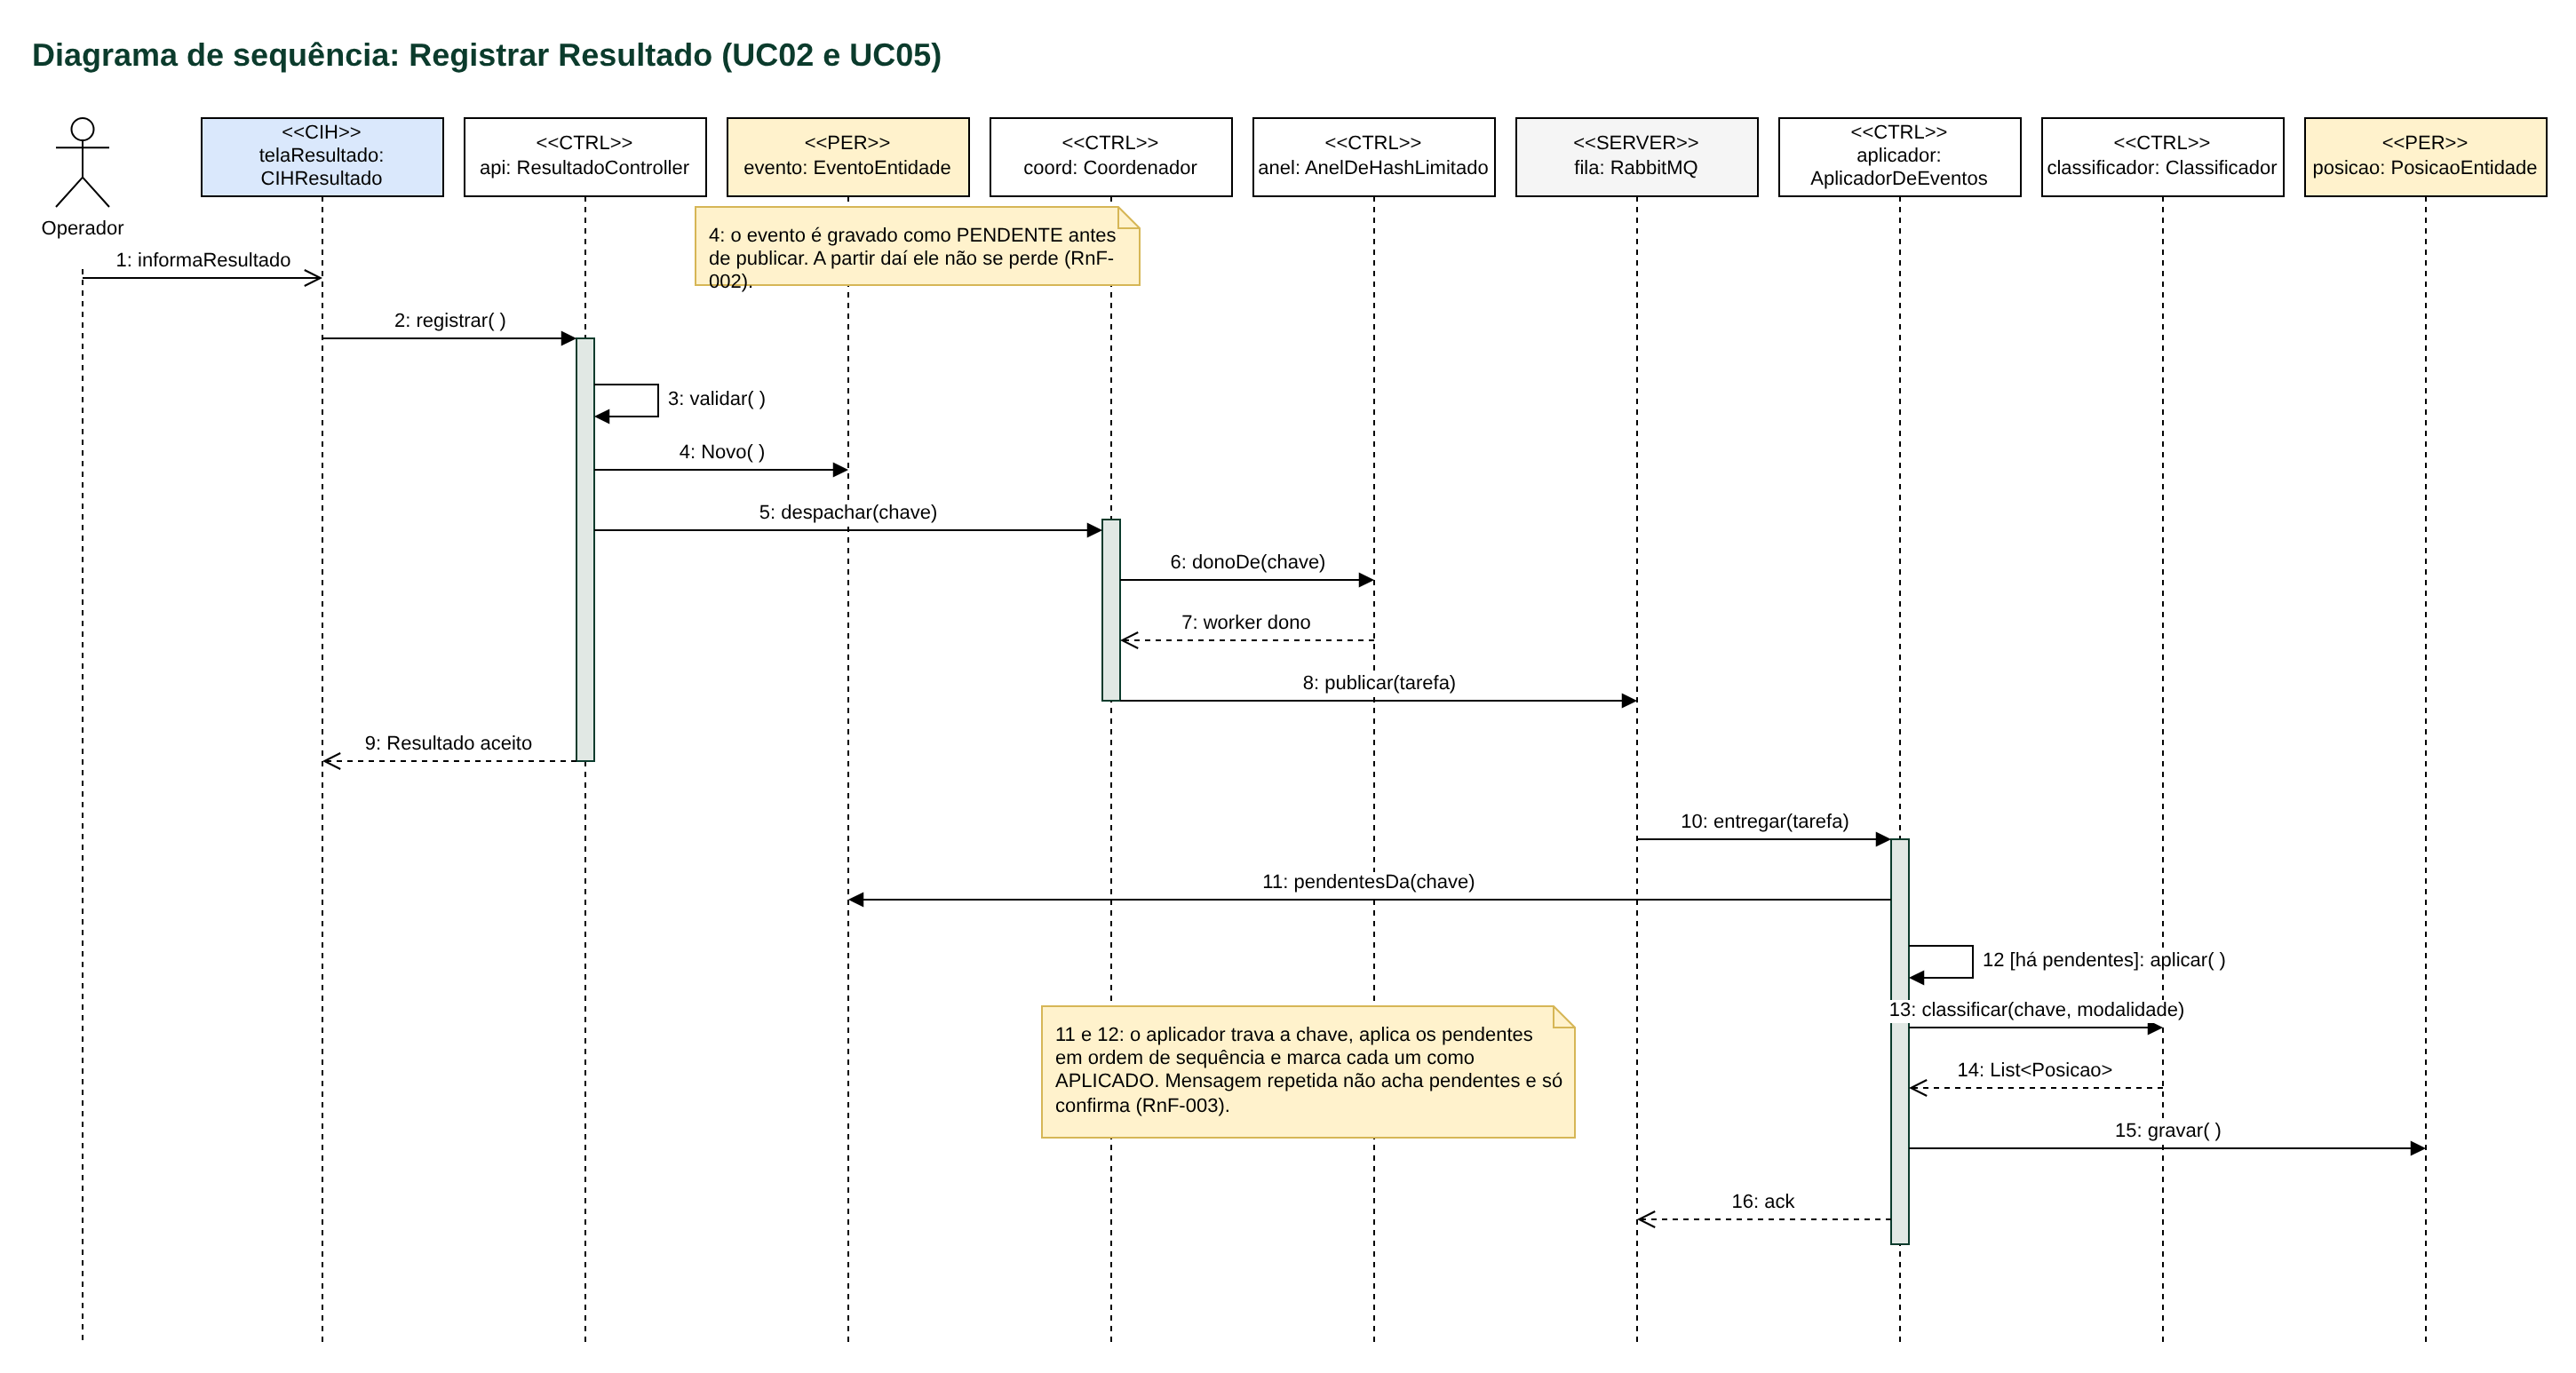 Diagrama de sequência: Registrar Resultado (UC02 e UC05)
Operador
<<CIH>>
telaResultado:
CIHResultado
<<CTRL>>
api: ResultadoController
<<PER>>
evento: EventoEntidade
<<CTRL>>
coord: Coordenador
<<CTRL>>
anel: AnelDeHashLimitado
<<SERVER>>
fila: RabbitMQ
<<CTRL>>
aplicador:
AplicadorDeEventos
<<CTRL>>
classificador: Classificador
<<PER>>
posicao: PosicaoEntidade
4: o evento é gravado como PENDENTE antes
de publicar. A partir daí ele não se perde (RnF-
002).
1: informaResultado
2: registrar( )
3: validar( )
4: Novo( )
5: despachar(chave)
6: donoDe(chave)
7: worker dono
8: publicar(tarefa)
9: Resultado aceito
10: entregar(tarefa)
11: pendentesDa(chave)
12 [há pendentes]: aplicar( )
13: classificar(chave, modalidade)
11 e 12: o aplicador trava a chave, aplica os pendentes
em ordem de sequência e marca cada um como
APLICADO. Mensagem repetida não acha pendentes e só
confirma (RnF-003).
14: List<Posicao>
15: gravar( )
16: ack